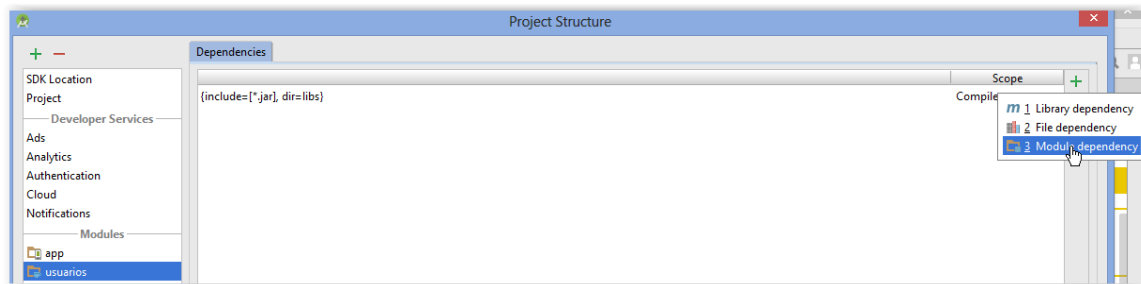 Project Structure
Dependencies
SDK Location
Project
Developer Services
Ads
Analytics
Authentication
Cloud
Notifications
Modules
app
usuarios
Scope
{include=[*.jar], dir=libs}
Compile
m 1 Library dependency
2 File dependency
3 Module dependency